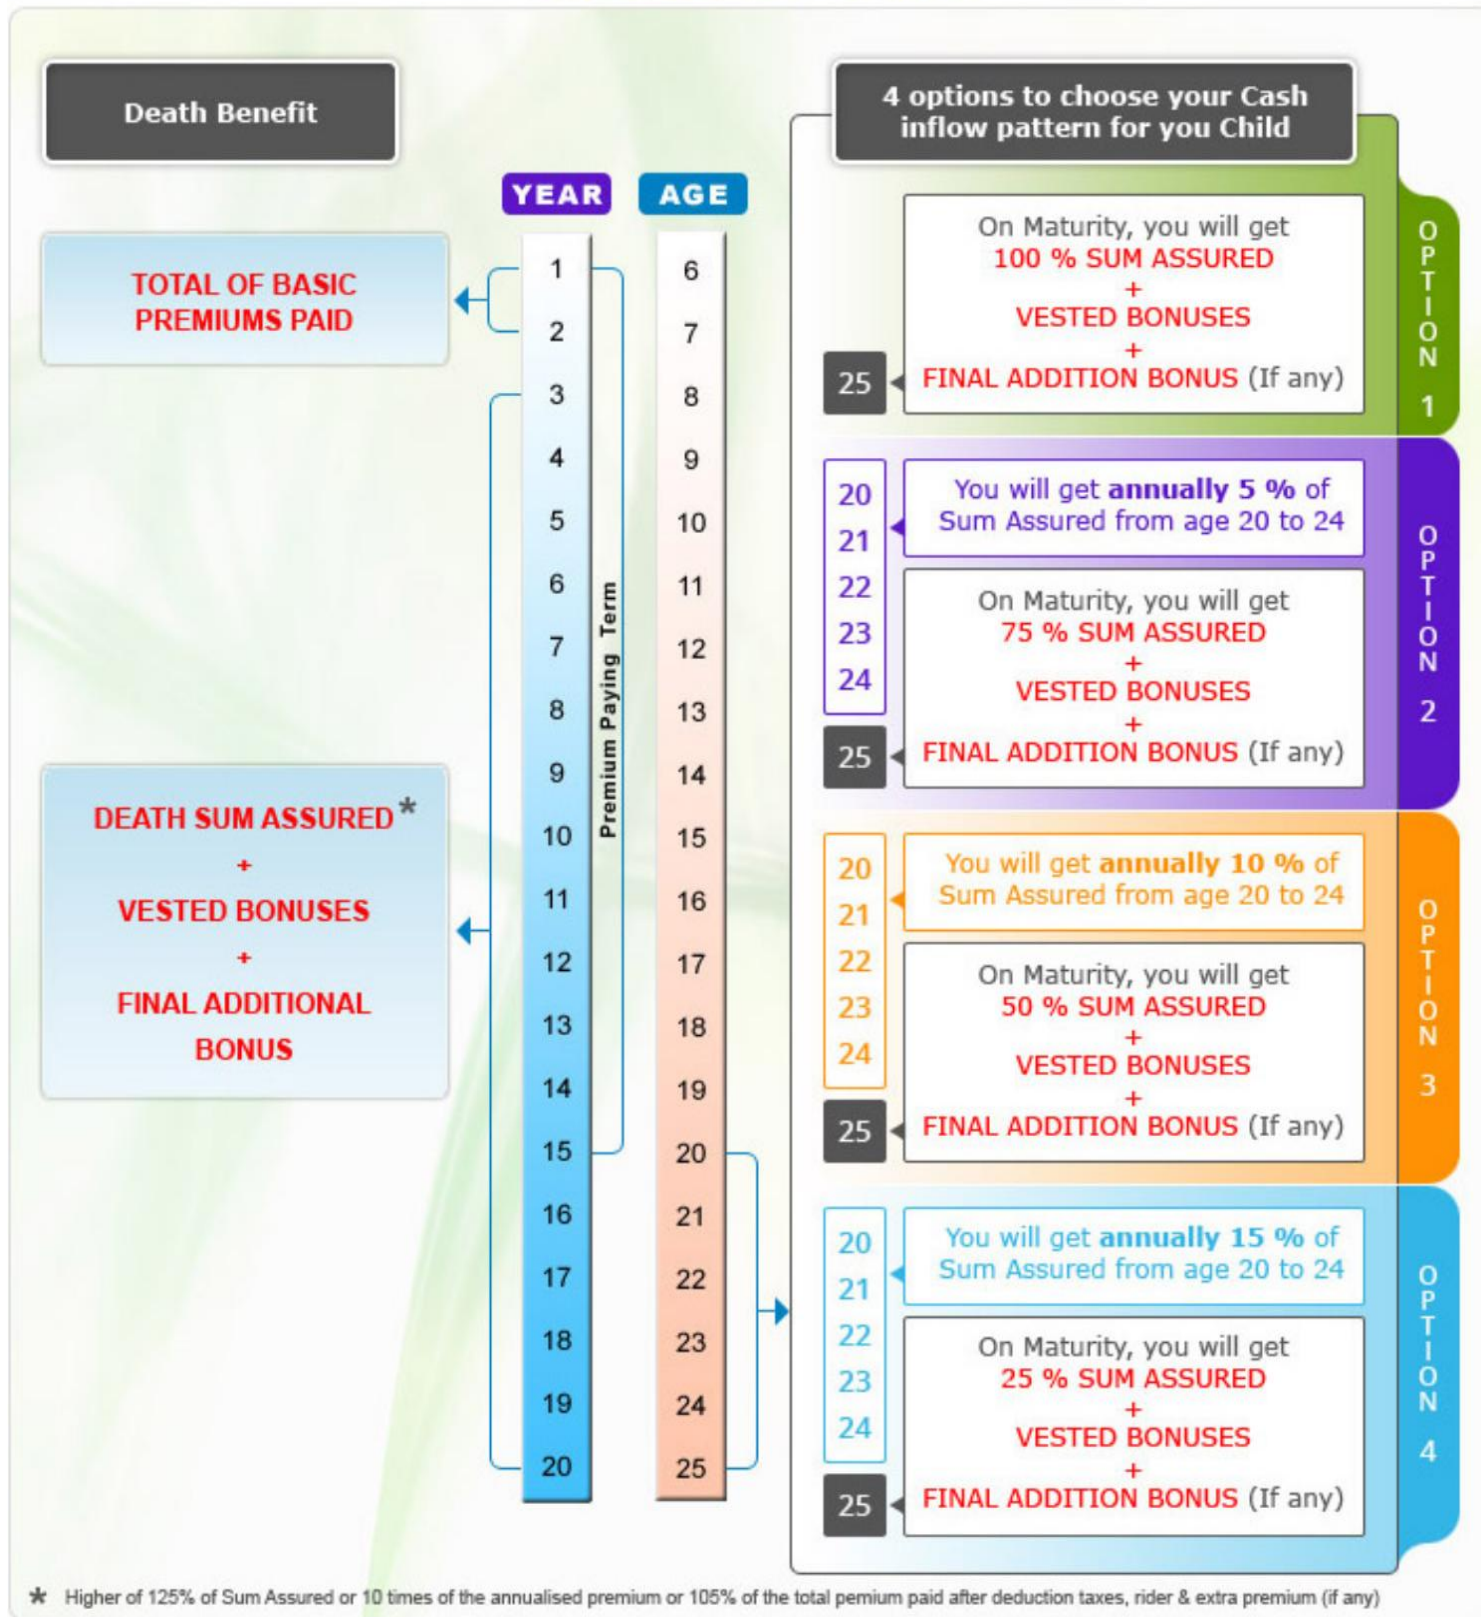 Death Benefit
4 options to choose your Cash
inflow pattern for you Child
YEAR
AGE
TOTAL OF BASIC
PREMIUMS PAID
DEATH SUM ASSURED*
+
VESTED BONUSES
+
FINAL ADDITIONAL
BONUS
1
2
3
4
5
6
7
8
9
10
11
12
13
14
15
16
17
18
19
20
Premium Paying Term
6
7
8
9
10
11
12
13
14
15
16
17
18
19
20
21
22
23
24
25
On Maturity, you will get
100 % SUM ASSURED
+
VESTED BONUSES
+
FINAL ADDITION BONUS (If any)
25
OPTION 1
20
21
22
23
24
You will get annually 5 % of
Sum Assured from age 20 to 24
On Maturity, you will get
75 % SUM ASSURED
+
VESTED BONUSES
+
FINAL ADDITION BONUS (If any)
25
OPTION 2
20
21
22
23
24
You will get annually 10 % of
Sum Assured from age 20 to 24
On Maturity, you will get
50 % SUM ASSURED
+
VESTED BONUSES
+
FINAL ADDITION BONUS (If any)
25
OPTION 3
20
21
22
23
24
You will get annually 15 % of
Sum Assured from age 20 to 24
On Maturity, you will get
25 % SUM ASSURED
+
VESTED BONUSES
+
FINAL ADDITION BONUS (If any)
25
OPTION 4
* Higher of 125% of Sum Assured or 10 times of the annualised premium or 105% of the total pemium paid after deduction taxes, rider & extra premium (if any)